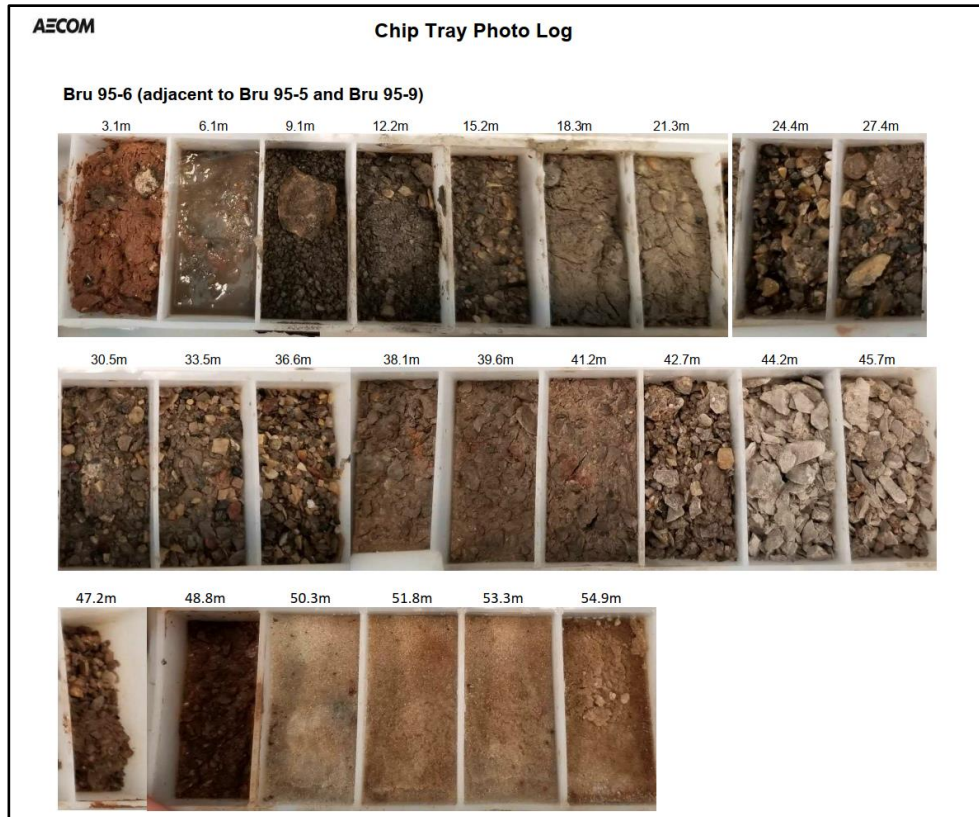 AECOM
Chip Tray Photo Log
Bru 95-6 (adjacent to Bru 95-5 and Bru 95-9)
3.1m 6.1m 9.1m 12.2m 15.2m 18.3m 21.3m 24.4m 27.4m
30.5m 33.5m 36.6m 38.1m 39.6m 41.2m 42.7m 44.2m 45.7m
47.2m 48.8m 50.3m 51.8m 53.3m 54.9m